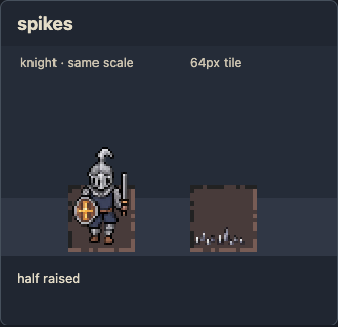 spikes
knight · same scale
64px tile
half raised